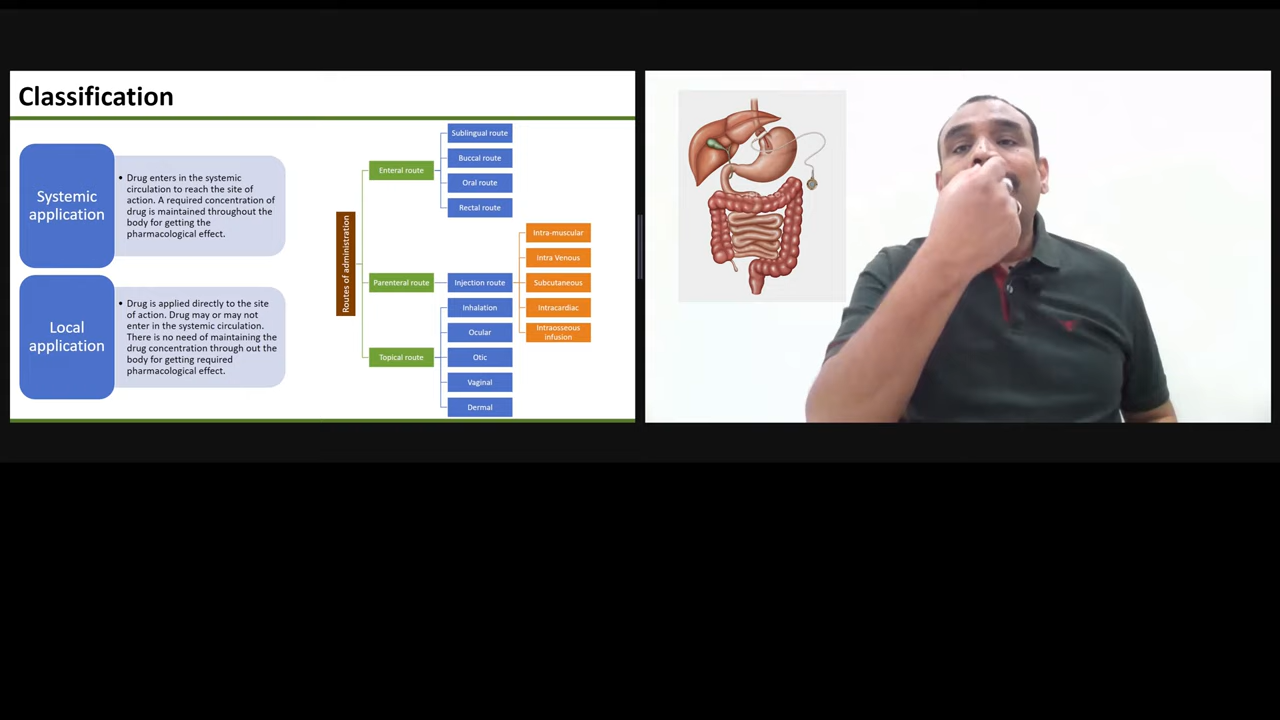 Classification
Systemic
application
• Drug enters in the systemic
circulation to reach the site of
action. A required concentration of
drug is maintained throughout the
body for getting the
pharmacological effect.
Local
application
• Drug is applied directly to the site
of action. Drug may or may not
enter in the systemic circulation.
There is no need of maintaining the
drug concentration through out the
body for getting required
pharmacological effect.
Routes of administration
Enteral route
Sublingual route
Buccal route
Oral route
Rectal route
Parenteral route
Injection route
Intra-muscular
Intra Venous
Subcutaneous
Intracardiac
Intraosseous
infusion
Topical route
Inhalation
Ocular
Otic
Vaginal
Dermal